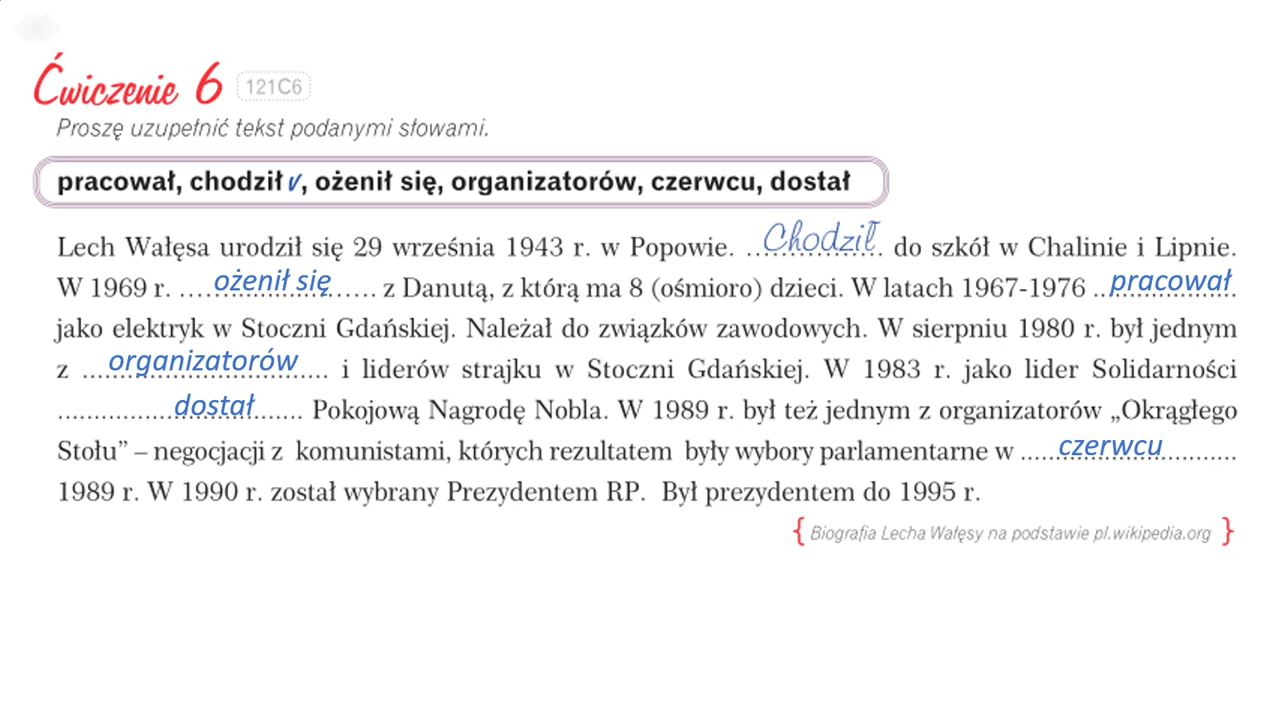 Ćwiczenie 6 121C6
Proszę uzupełnić tekst podanymi słowami.
pracował, chodził v, ożenił się, organizatorów, czerwcu, dostał
Lech Wałęsa urodził się 29 września 1943 r. w Popowie. ...Chodził... do szkół w Chalinie i Lipnie.
W 1969 r. ...ożenił się... z Danutą, z którą ma 8 (ośmioro) dzieci. W latach 1967-1976 ...pracował...
jako elektryk w Stoczni Gdańskiej. Należał do związków zawodowych. W sierpniu 1980 r. był jednym
z ...organizatorów... i liderów strajku w Stoczni Gdańskiej. W 1983 r. jako lider Solidarności
...dostał... Pokojową Nagrodę Nobla. W 1989 r. był też jednym z organizatorów „Okrągłego
Stołu” – negocjacji z komunistami, których rezultatem były wybory parlamentarne w ...czerwcu...
1989 r. W 1990 r. został wybrany Prezydentem RP. Był prezydentem do 1995 r.
{ Biografia Lecha Wałęsy na podstawie pl.wikipedia.org }